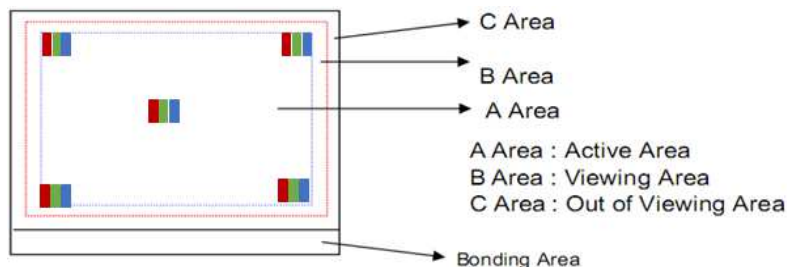 C Area
B Area
A Area
A Area : Active Area
B Area : Viewing Area
C Area : Out of Viewing Area
Bonding Area